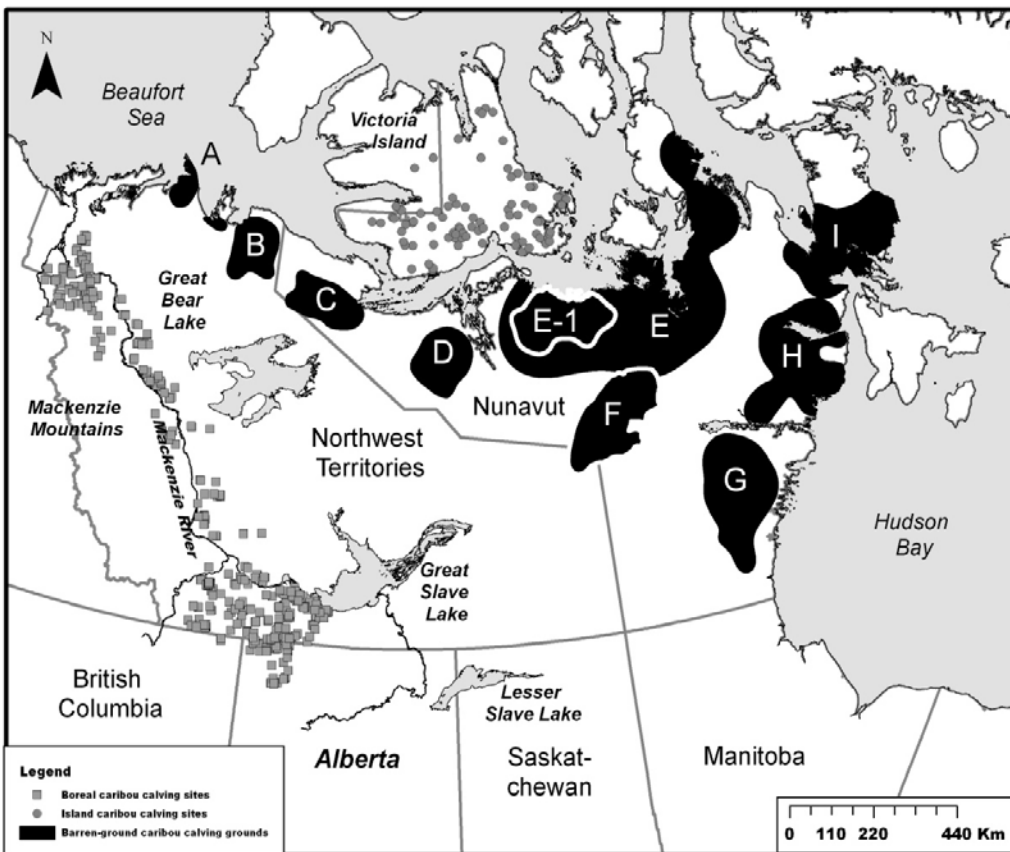 N
Beaufort
Sea
A
Victoria
Island
B
C
Great
Bear
Lake
I
E-1
E
H
D
Nunavut
F
Mackenzie
Mountains
Mackenzie River
Northwest
Territories
G
Hudson
Bay
Great
Slave
Lake
British
Columbia
Lesser
Slave Lake
Alberta
Saskat-
chewan
Manitoba
Legend
Boreal caribou calving sites
Island caribou calving sites
Barren-ground caribou calving grounds
0 110 220 440 Km